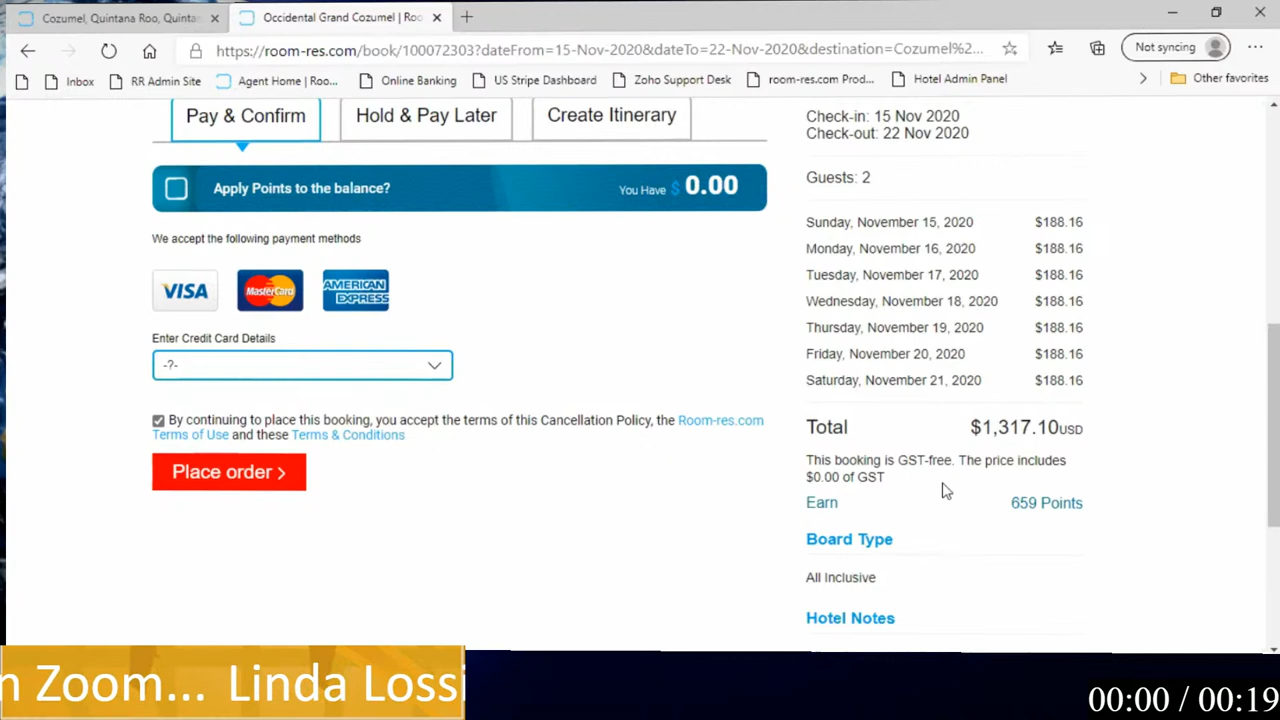 Cozumel, Quintana Roo, Quinta
Occidental Grand Cozumel | Roo
https://room-res.com/book/100072303?dateFrom=15-Nov-2020&dateTo=22-Nov-2020&destination=Cozumel%2...
Not syncing
Inbox
RR Admin Site
Agent Home | Roo...
Online Banking
US Stripe Dashboard
Zoho Support Desk
room-res.com Prod...
Hotel Admin Panel
Other favorites
Pay & Confirm
Hold & Pay Later
Create Itinerary
Apply Points to the balance?
You Have $ 0.00
We accept the following payment methods
VISA
MasterCard
AMERICAN EXPRESS
Enter Credit Card Details
-?-
By continuing to place this booking, you accept the terms of this Cancellation Policy, the Room-res.com
Terms of Use and these Terms & Conditions
Place order >
Check-in: 15 Nov 2020
Check-out: 22 Nov 2020
Guests: 2
Sunday, November 15, 2020 $188.16
Monday, November 16, 2020 $188.16
Tuesday, November 17, 2020 $188.16
Wednesday, November 18, 2020 $188.16
Thursday, November 19, 2020 $188.16
Friday, November 20, 2020 $188.16
Saturday, November 21, 2020 $188.16
Total $1,317.10USD
This booking is GST-free. The price includes
$0.00 of GST
Earn 659 Points
Board Type
All Inclusive
Hotel Notes
n Zoom... Linda Lossi
00:00 / 00:19